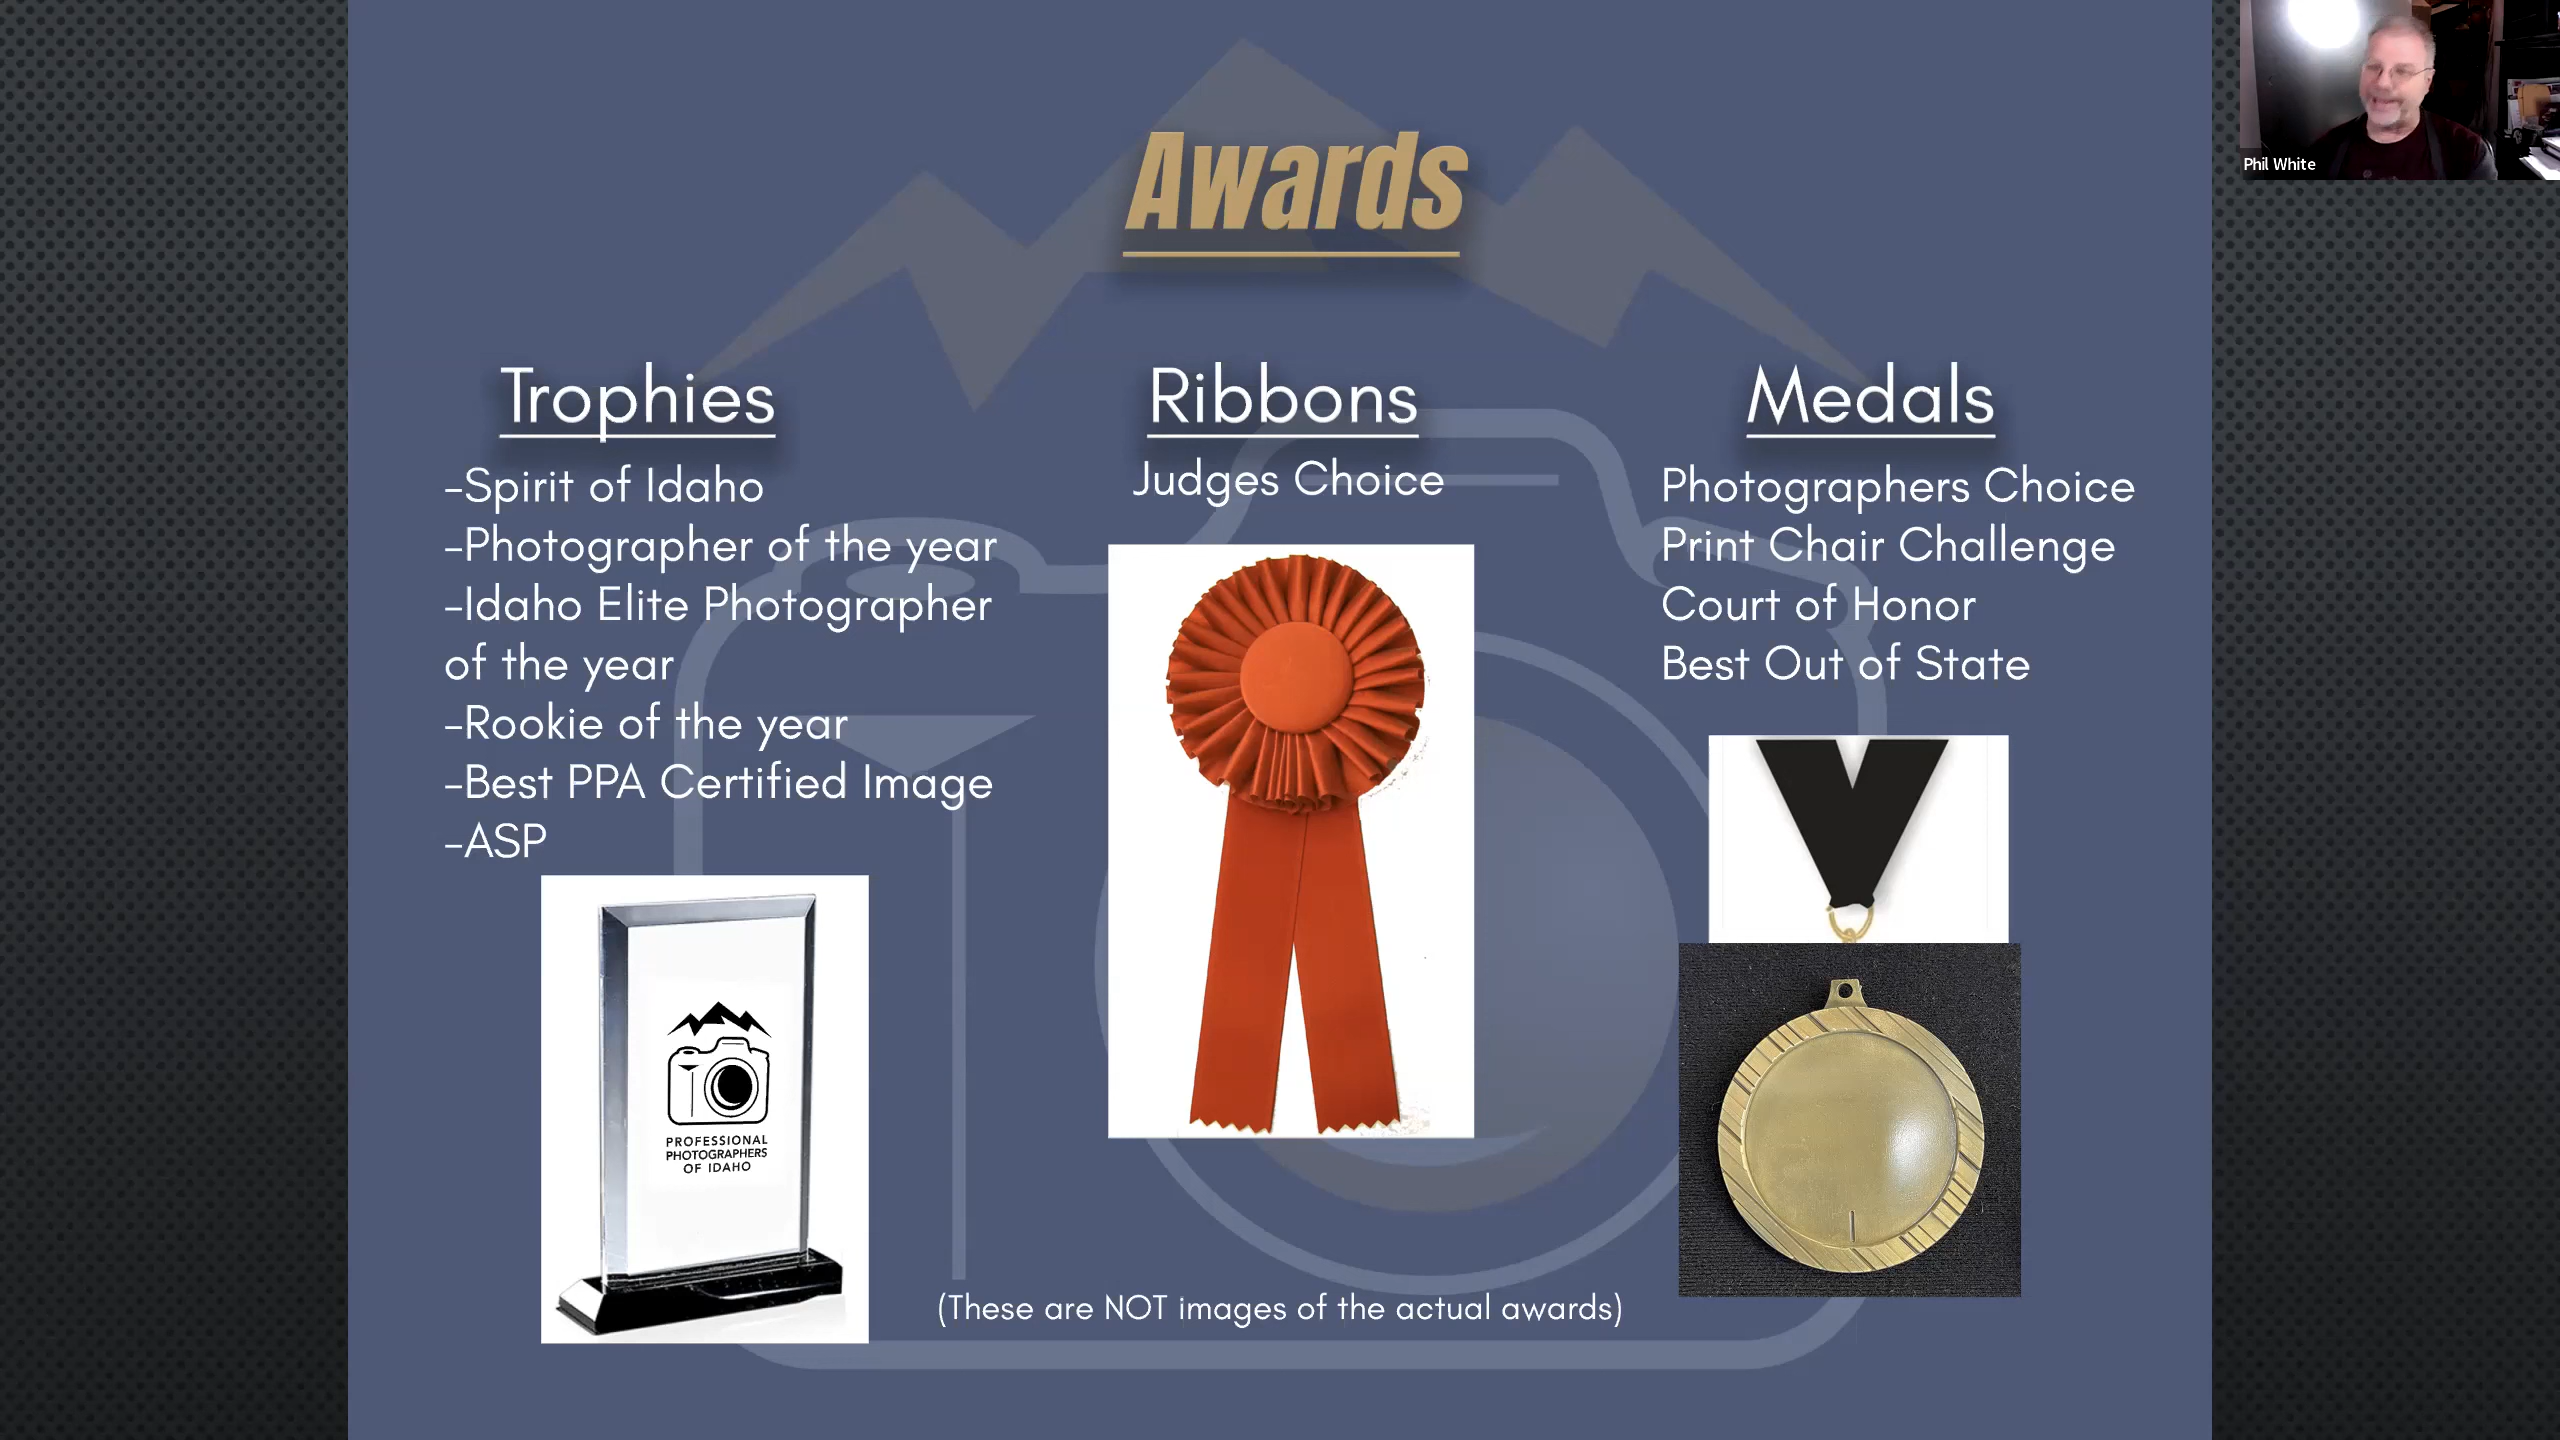 Awards
Trophies
-Spirit of Idaho
-Photographer of the year
-Idaho Elite Photographer
of the year
-Rookie of the year
-Best PPA Certified Image
-ASP
PROFESSIONAL
PHOTOGRAPHERS
OF IDAHO
Ribbons
Judges Choice
Medals
Photographers Choice
Print Chair Challenge
Court of Honor
Best Out of State
(These are NOT images of the actual awards)
Phil White